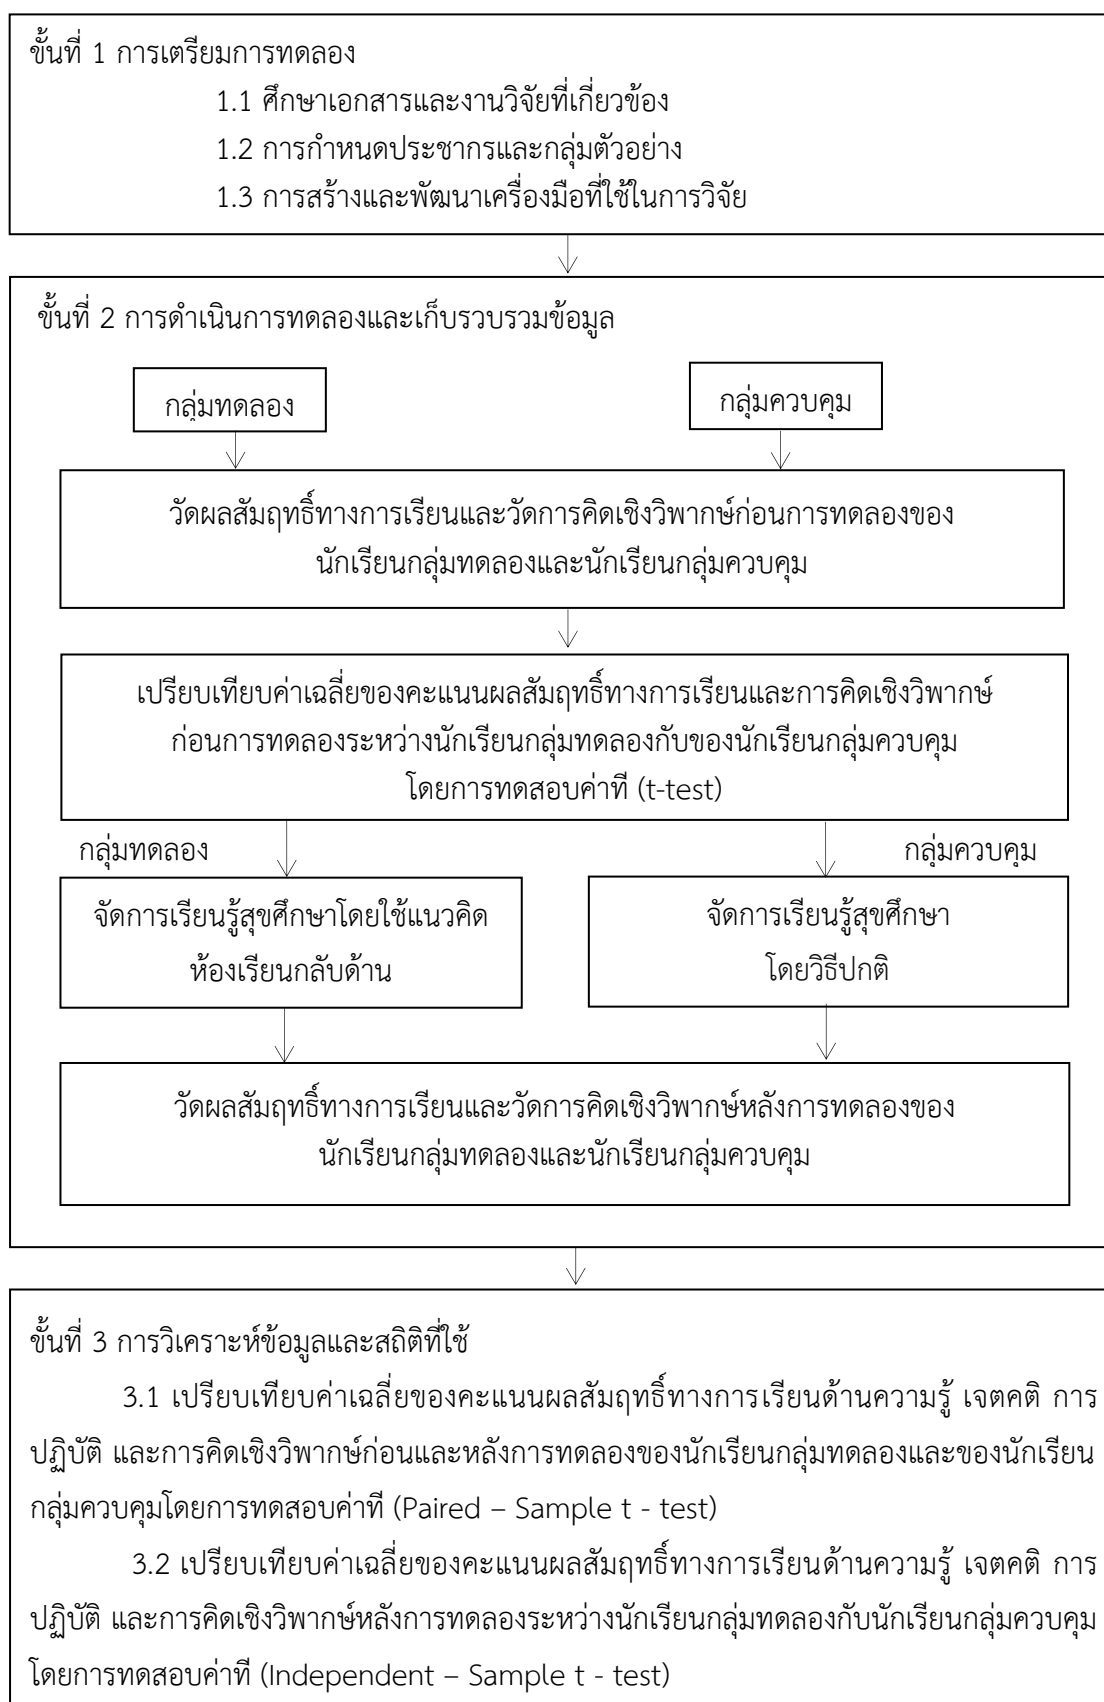 ขั้นที่ 1 การเตรียมการทดลอง
1.1 ศึกษาเอกสารและงานวิจัยที่เกี่ยวข้อง
1.2 การกำหนดประชากรและกลุ่มตัวอย่าง
1.3 การสร้างและพัฒนาเครื่องมือที่ใช้ในการวิจัย
ขั้นที่ 2 การดำเนินการทดลองและเก็บรวบรวมข้อมูล
กลุ่มทดลอง
กลุ่มควบคุม
วัดผลสัมฤทธิ์ทางการเรียนและวัดการคิดเชิงวิพากษ์ก่อนการทดลองของ
นักเรียนกลุ่มทดลองและนักเรียนกลุ่มควบคุม
เปรียบเทียบค่าเฉลี่ยของคะแนนผลสัมฤทธิ์ทางการเรียนและการคิดเชิงวิพากษ์
ก่อนการทดลองระหว่างนักเรียนกลุ่มทดลองกับของนักเรียนกลุ่มควบคุม
โดยการทดสอบค่าที (t-test)
กลุ่มทดลอง
กลุ่มควบคุม
จัดการเรียนรู้สุขศึกษาโดยใช้แนวคิด
ห้องเรียนกลับด้าน
จัดการเรียนรู้สุขศึกษา
โดยวิธีปกติ
วัดผลสัมฤทธิ์ทางการเรียนและวัดการคิดเชิงวิพากษ์หลังการทดลองของ
นักเรียนกลุ่มทดลองและนักเรียนกลุ่มควบคุม
ขั้นที่ 3 การวิเคราะห์ข้อมูลและสถิติที่ใช้
3.1 เปรียบเทียบค่าเฉลี่ยของคะแนนผลสัมฤทธิ์ทางการเรียนด้านความรู้ เจตคติ การ
ปฏิบัติ และการคิดเชิงวิพากษ์ก่อนและหลังการทดลองของนักเรียนกลุ่มทดลองและของนักเรียน
กลุ่มควบคุมโดยการทดสอบค่าที (Paired – Sample t - test)
3.2 เปรียบเทียบค่าเฉลี่ยของคะแนนผลสัมฤทธิ์ทางการเรียนด้านความรู้ เจตคติ การ
ปฏิบัติ และการคิดเชิงวิพากษ์หลังการทดลองระหว่างนักเรียนกลุ่มทดลองกับนักเรียนกลุ่มควบคุม
โดยการทดสอบค่าที (Independent – Sample t - test)